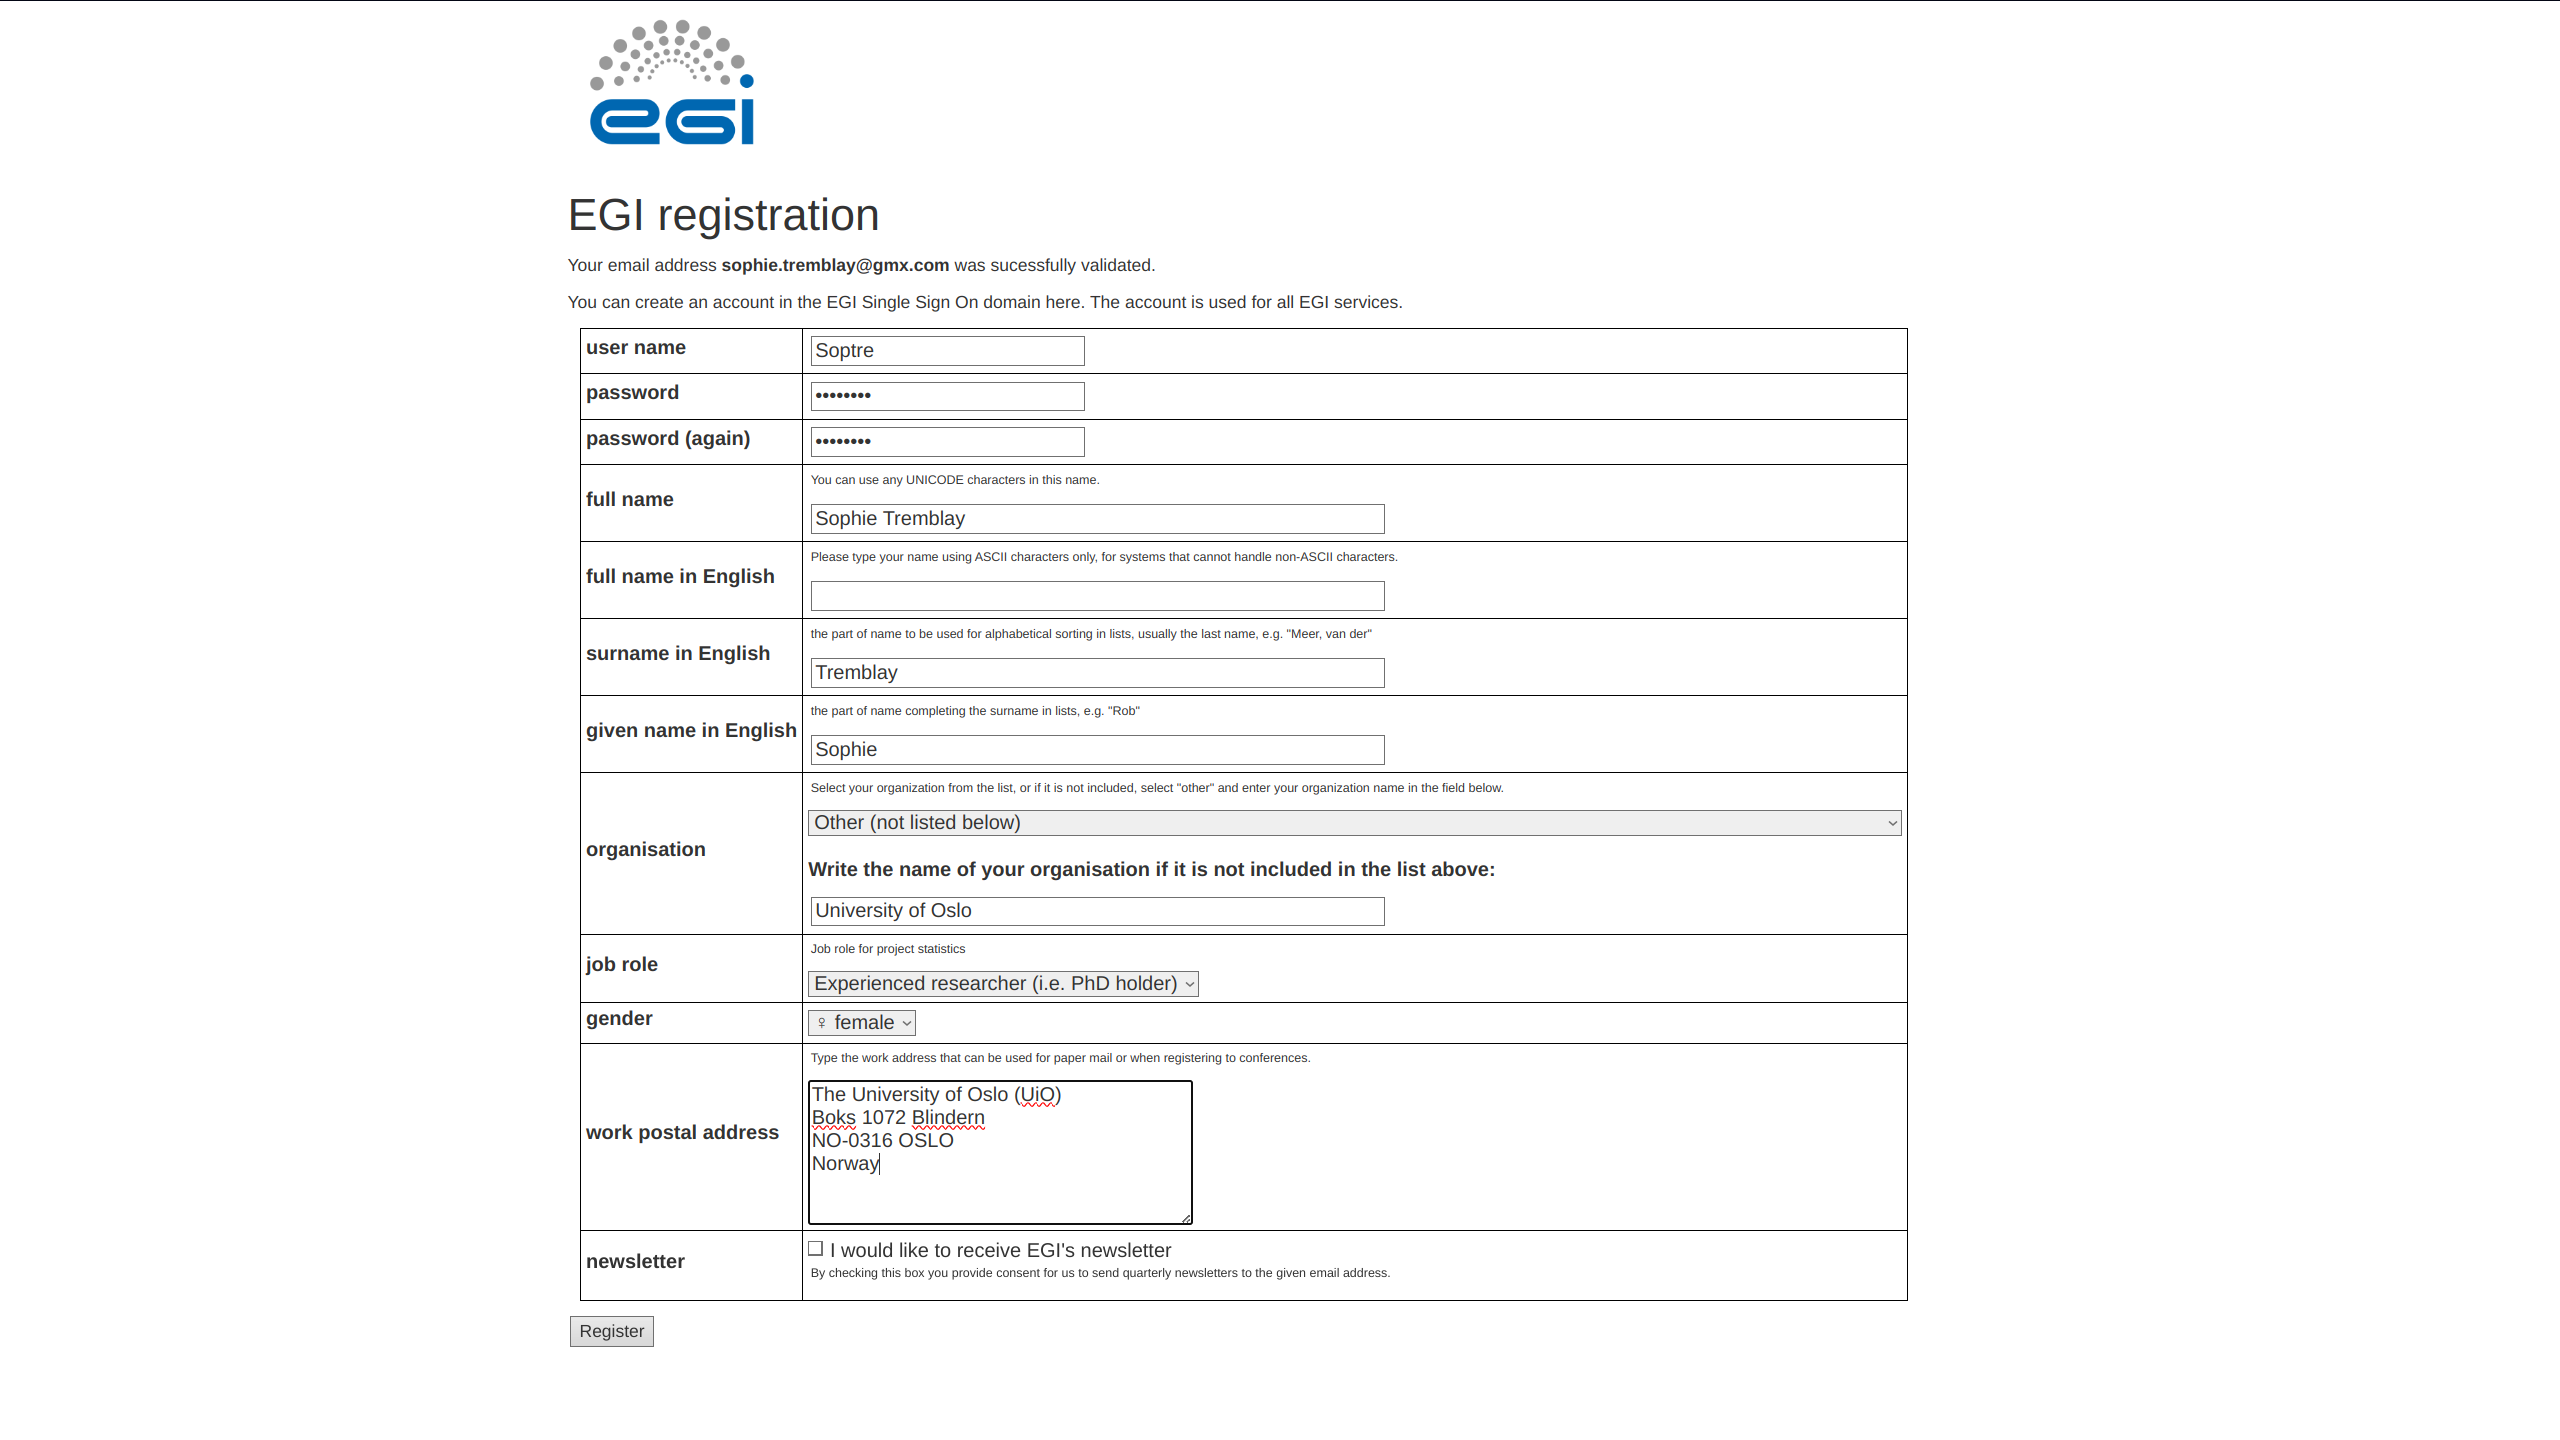 egi
EGI registration
Your email address sophie.tremblay@gmx.com was sucessfully validated.
You can create an account in the EGI Single Sign On domain here. The account is used for all EGI services.
user name
Soptre
password
••••••••
password (again)
••••••••
full name
You can use any UNICODE characters in this name.
Sophie Tremblay
full name in English
Please type your name using ASCII characters only, for systems that cannot handle non-ASCII characters.
surname in English
the part of name to be used for alphabetical sorting in lists, usually the last name, e.g. "Meer, van der"
Tremblay
given name in English
the part of name completing the surname in lists, e.g. "Rob"
Sophie
organisation
Select your organization from the list, or if it is not included, select "other" and enter your organization name in the field below.
Other (not listed below)
Write the name of your organisation if it is not included in the list above:
University of Oslo
job role
Job role for project statistics
Experienced researcher (i.e. PhD holder)
gender
♀ female
work postal address
Type the work address that can be used for paper mail or when registering to conferences.
The University of Oslo (UiO)
Boks 1072 Blindern
NO-0316 OSLO
Norway
newsletter
I would like to receive EGI's newsletter
By checking this box you provide consent for us to send quarterly newsletters to the given email address.
Register